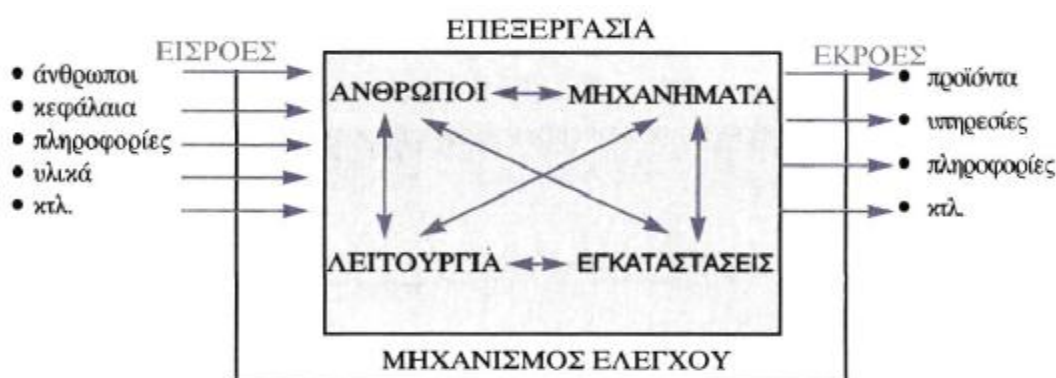 ΕΠΕΞΕΡΓΑΣΙΑ
ΕΙΣΡΟΕΣ
ΕΚΡΟΕΣ
• άνθρωποι
• κεφάλαια
• πληροφορίες
• υλικά
• κτλ.
ΑΝΘΡΩΠΟΙ ΜΗΧΑΝΗΜΑΤΑ
ΛΕΙΤΟΥΡΓΙΑ ΕΓΚΑΤΑΣΤΑΣΕΙΣ
• προϊόντα
• υπηρεσίες
• πληροφορίες
• κτλ.
ΜΗΧΑΝΙΣΜΟΣ ΕΛΕΓΧΟΥ